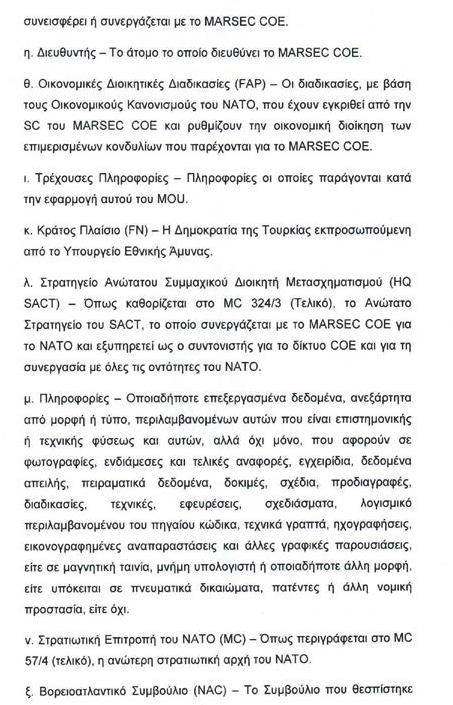 συνεισφέρει ή συνεργάζεται με το MARSEC COE.
η. Διευθυντής – Το άτομο το οποίο διευθύνει το MARSEC COE.
θ. Οικονομικές Διοικητικές Διαδικασίες (FAP) – Οι διαδικασίες, με βάση
τους Οικονομικούς Κανονισμούς του ΝΑΤΟ, που έχουν εγκριθεί από την
SC του MARSEC COE και ρυθμίζουν την οικονομική διοίκηση των
επιμερισμένων κονδυλίων που παρέχονται για το MARSEC COE.
ι. Τρέχουσες Πληροφορίες – Πληροφορίες οι οποίες παράγονται κατά
την εφαρμογή αυτού του MOU.
κ. Κράτος Πλαίσιο (FN) – Η Δημοκρατία της Τουρκίας εκπροσωπούμενη
από το Υπουργείο Εθνικής Άμυνας.
λ. Στρατηγείο Ανώτατου Συμμαχικού Διοικητή Μετασχηματισμού (HQ
SACT) – Όπως καθορίζεται στο MC 324/3 (Τελικό), το Ανώτατο
Στρατηγείο του SACT, το οποίο συνεργάζεται με το MARSEC COE για
το ΝΑΤΟ και εξυπηρετεί ως ο συντονιστής για το δίκτυο COE και για τη
συνεργασία με όλες τις οντότητες του ΝΑΤΟ.
μ. Πληροφορίες – Οποιαδήποτε επεξεργασμένα δεδομένα, ανεξάρτητα
από μορφή ή τύπο, περιλαμβανομένων αυτών που είναι επιστημονικής
ή τεχνικής φύσεως και αυτών, αλλά όχι μόνο, που αφορούν σε
φωτογραφίες, ενδιάμεσες και τελικές αναφορές, εγχειρίδια, δεδομένα
απειλής, πειραματικά δεδομένα, δοκιμές, σχέδια, προδιαγραφές,
διαδικασίες, τεχνικές, εφευρέσεις, σχεδιάσματα, λογισμικό
περιλαμβανομένου του πηγαίου κώδικα, τεχνικά γραπτά, ηχογραφήσεις,
εικονογραφημένες αναπαραστάσεις και άλλες γραφικές παρουσιάσεις,
είτε σε μαγνητική ταινία, μνήμη υπολογιστή ή οποιαδήποτε άλλη μορφή,
είτε υπόκειται σε πνευματικά δικαιώματα, πατέντες ή άλλη νομική
προστασία, είτε όχι.
ν. Στρατιωτική Επιτροπή του ΝΑΤΟ (MC) – Όπως περιγράφεται στο MC
57/4 (τελικό), η ανώτερη στρατιωτική αρχή του ΝΑΤΟ.
ξ. Βορειοατλαντικό Συμβούλιο (NAC) – Το Συμβούλιο που θεσπίστηκε